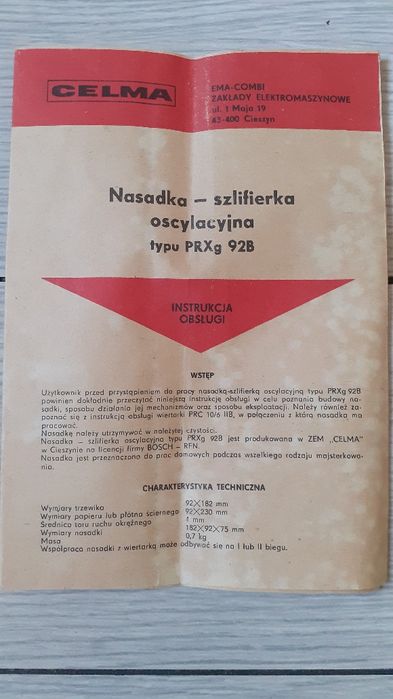 CELMA
EMA-COMBI
ZAKŁADY ELEKTROMASZYNOWE
ul. 1 Maja 19
43-400 Cieszyn
Nasadka — szlifierka
oscylacyjna
typu PRXg 92B
INSTRUKCJA
OBSŁUGI
WSTĘP
Użytkownik przed przystąpieniem do pracy nasadką-szlifierką oscylacyjną typu PRXg 92B
powinien dokładnie przeczytać niniejszą instrukcję obsługi w celu poznania budowy na-
sadki, sposobu działania jej mechanizmów oraz sposobu eksploatacji. Należy również za-
poznać się z instrukcją obsługi wiertarki PRC 10/6 IIB, w połączeniu z którą nasadka ma
pracować.
Nasadkę należy utrzymywać w należytej czystości.
Nasadka — szlifierka oscylacyjna typu PRXg 92B jest produkowana w ZEM „CELMA"
w Cieszynie na licencji firmy BOSCH — RFN.
Nasadka jest przeznaczona do prac domowych podczas wszelkiego rodzaju majsterkowa-
nia.
CHARAKTERYSTYKA TECHNICZNA
Wymiary trzewika 92×182 mm
Wymiary papieru lub płótna ściernego 92×230 mm
Średnica toru ruchu okrężnego 4 mm
Wymiary nasadki 182×92×75 mm
Masa 0,7 kg
Współpraca nasadki z wiertarką może odbywać się na I lub II biegu.